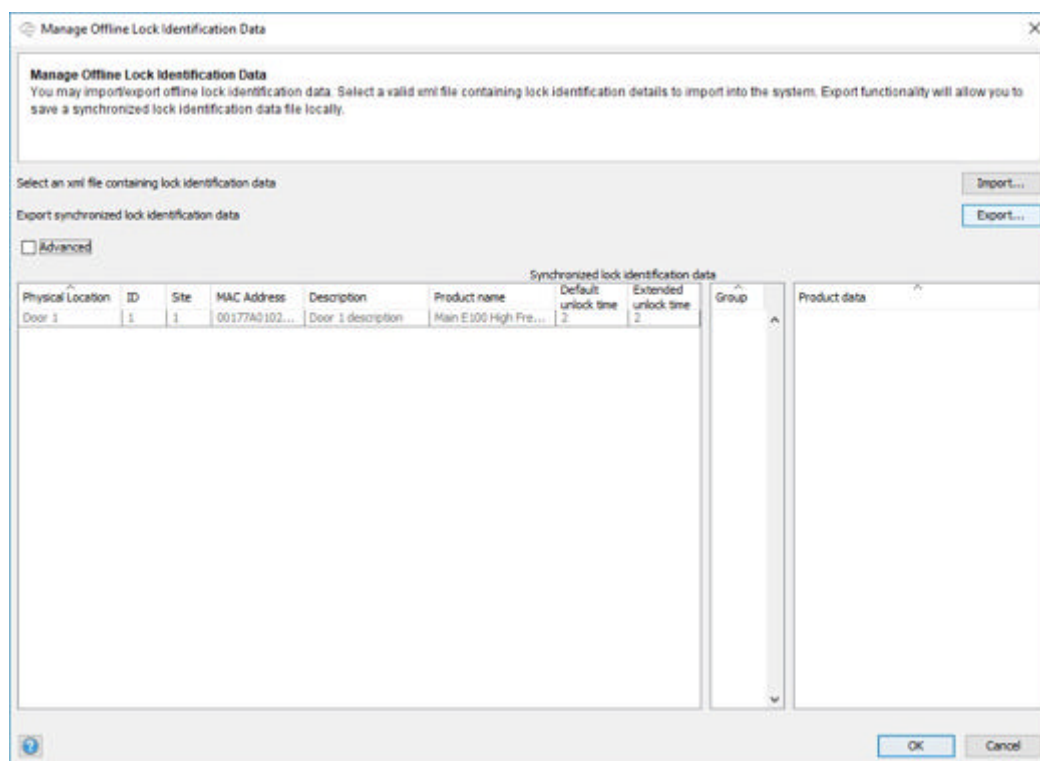 Manage Offline Lock Identification Data
Manage Offline Lock Identification Data
You may import/export offline lock identification data. Select a valid xml file containing lock identification details to import into the system. Export functionality will allow you to
save a synchronized lock identification data file locally.
Select an xml file containing lock identification data
Import...
Export synchronized lock identification data
Export...
Advanced
Synchronized lock identification data
Physical Location ID Site MAC Address Description Product name Default unlock time Extended unlock time Group Product data
Door 1 1 1 00177A0102... Door 1 description Main E100 High Fre... 2 2
OK Cancel